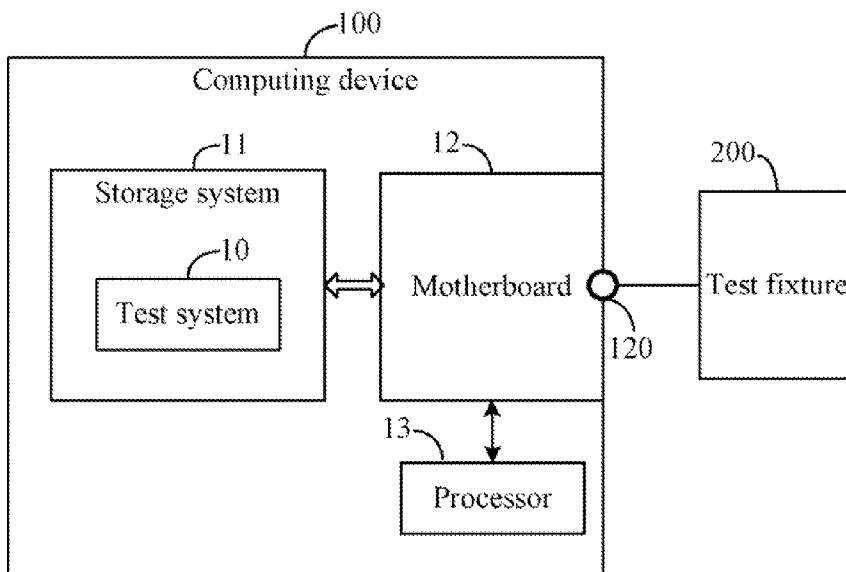 100
Computing device
11
Storage system
10
Test system
12
Motherboard
120
13
Processor
200
Test fixture